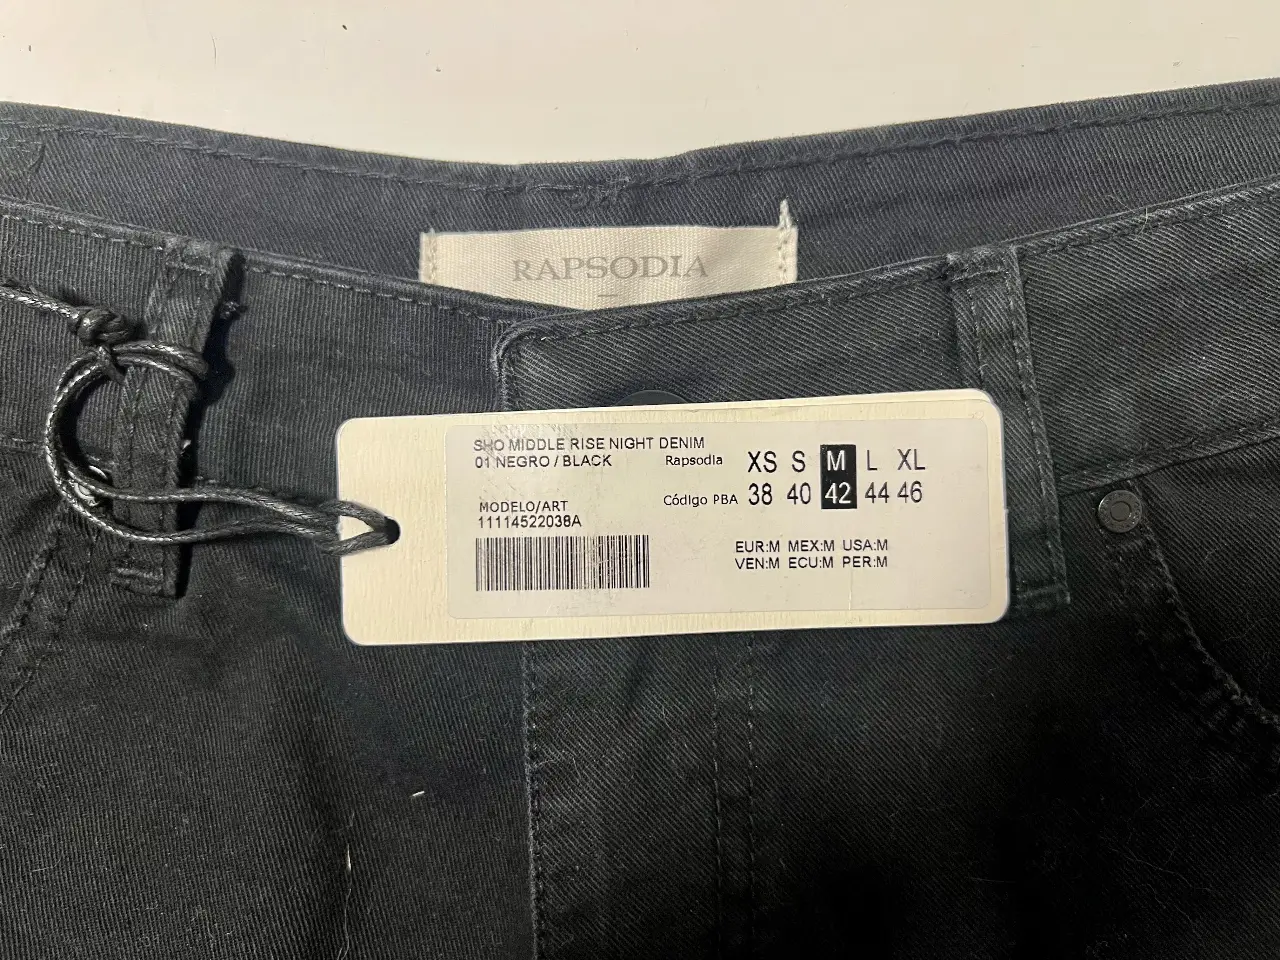 RAPSODIA
SHO MIDDLE RISE NIGHT DENIM
01 NEGRO / BLACK
Rapsodia XS S M L XL
Código PBA 38 40 42 44 46
MODELO/ART
11114522038A
EUR:M MEX:M USA:M
VEN:M ECU:M PER:M